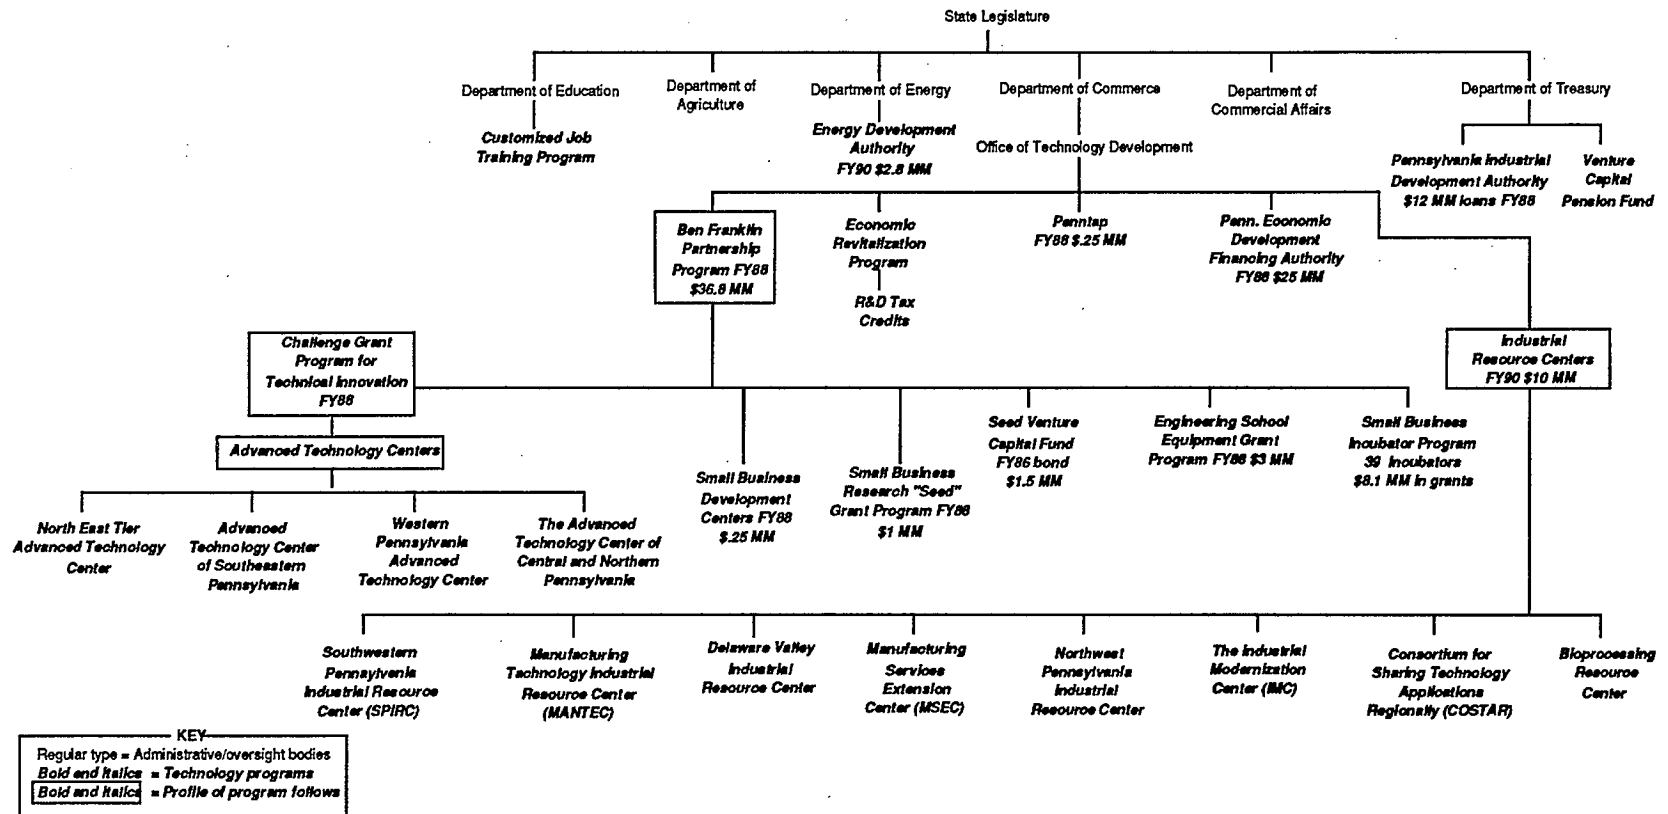 State Legislature
Department of Education
Customized Job
Training Program
Department of
Agriculture
Department of Energy
Energy Development
Authority
FY90 $2.8 MM
Department of Commerce
Office of Technology Development
Department of
Commercial Affairs
Department of Treasury
Pennsylvania Industrial
Development Authority
$12 MM loans FY88
Venture
Capital
Pension Fund
Ben Franklin
Partnership
Program FY88
$36.8 MM
Economic
Revitalization
Program
R&D Tax
Credits
Penntap
FY88 $.25 MM
Penn. Economic
Development
Financing Authority
FY88 $25 MM
Industrial
Resource Centers
FY90 $10 MM
Challenge Grant
Program for
Technical Innovation
FY88
Advanced Technology Centers
Small Business
Development
Centers FY88
$.25 MM
Small Business
Research "Seed"
Grant Program FY88
$1 MM
Seed Venture
Capital Fund
FY86 bond
$1.5 MM
Engineering School
Equipment Grant
Program FY88 $3 MM
Small Business
Incubator Program
39 Incubators
$8.1 MM in grants
North East Tier
Advanced Technology
Center
Advanced
Technology Center
of Southeastern
Pennsylvania
Western
Pennsylvania
Advanced
Technology Center
The Advanced
Technology Center of
Central and Northern
Pennsylvania
Southwestern
Pennsylvania
Industrial Resource
Center (SPIRC)
Manufacturing
Technology Industrial
Resource Center
(MANTEC)
Delaware Valley
Industrial
Resource Center
Manufacturing
Services
Extension
Center (MSEC)
Northwest
Pennsylvania
Industrial
Resource Center
The Industrial
Modernization
Center (IMC)
Consortium for
Sharing Technology
Applications
Regionally (COSTAR)
Bioprocessing
Resource
Center
KEY
Regular type = Administrative/oversight bodies
Bold and Italics = Technology programs
Bold and Italics = Profile of program follows